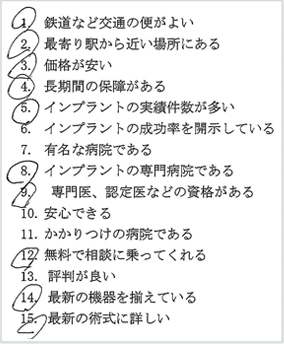 1. 鉄道など交通の便がよい
2. 最寄り駅から近い場所にある
3. 価格が安い
4. 長期間の保障がある
5. インプラントの実績件数が多い
6. インプラントの成功率を開示している
7. 有名な病院である
8. インプラントの専門病院である
9. 専門医、認定医などの資格がある
10. 安心できる
11. かかりつけの病院である
12. 無料で相談に乗ってくれる
13. 評判が良い
14. 最新の機器を揃えている
15. 最新の術式に詳しい